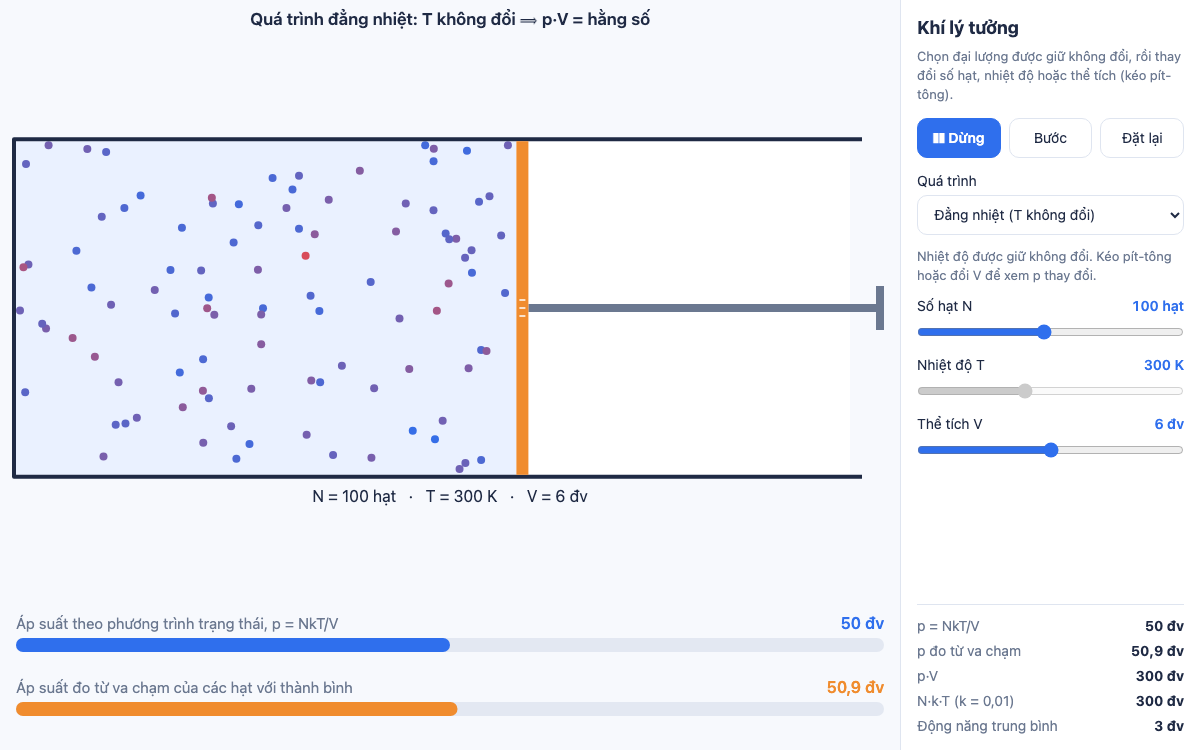 Quá trình đẳng nhiệt: T không đổi ⟹ p·V = hằng số
N = 100 hạt · T = 300 K · V = 6 đv
Áp suất theo phương trình trạng thái, p = NkT/V 50 đv
Áp suất đo từ va chạm của các hạt với thành bình 50,9 đv
Khí lý tưởng
Chọn đại lượng được giữ không đổi, rồi thay
đổi số hạt, nhiệt độ hoặc thể tích (kéo pít-
tông).
Dừng Bước Đặt lại
Quá trình
Đẳng nhiệt (T không đổi)
Nhiệt độ được giữ không đổi. Kéo pít-tông
hoặc đổi V để xem p thay đổi.
Số hạt N 100 hạt
Nhiệt độ T 300 K
Thể tích V 6 đv
p = NkT/V 50 đv
p đo từ va chạm 50,9 đv
p·V 300 đv
N·k·T (k = 0,01) 300 đv
Động năng trung bình 3 đv